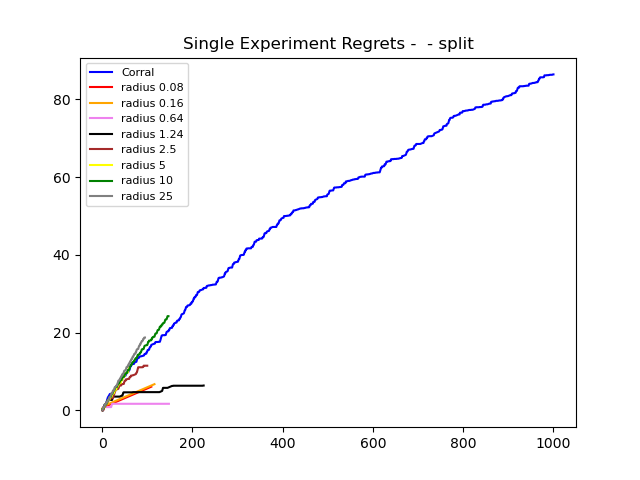 Single Experiment Regrets -  - split
Corral
radius 0.08
radius 0.16
radius 0.64
radius 1.24
radius 2.5
radius 5
radius 10
radius 25
80
60
40
20
0
0 200 400 600 800 1000